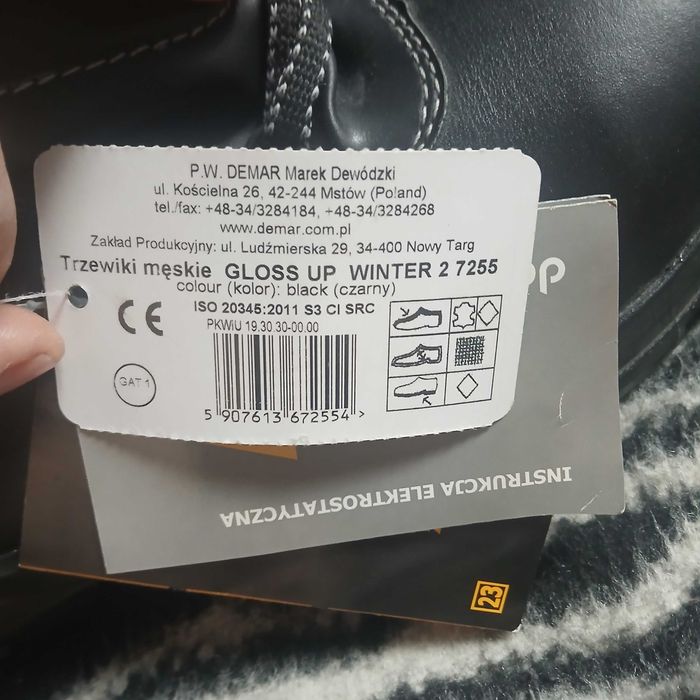 P.W. DEMAR Marek Dewódzki
ul. Kościelna 26, 42-244 Mstów (Poland)
tel./fax: +48-34/3284184, +48-34/3284268
www.demar.com.pl
Zakład Produkcyjny: ul. Ludźmierska 29, 34-400 Nowy Targ
Trzewiki męskie GLOSS UP WINTER 2 7255
colour (kolor): black (czarny)
ISO 20345:2011 S3 CI SRC
PKWiU 19.30.30-00.00
CE
GAT 1
5 907613 672554 >
INSTRUKCJA ELEKTROSTATYCZNA
23